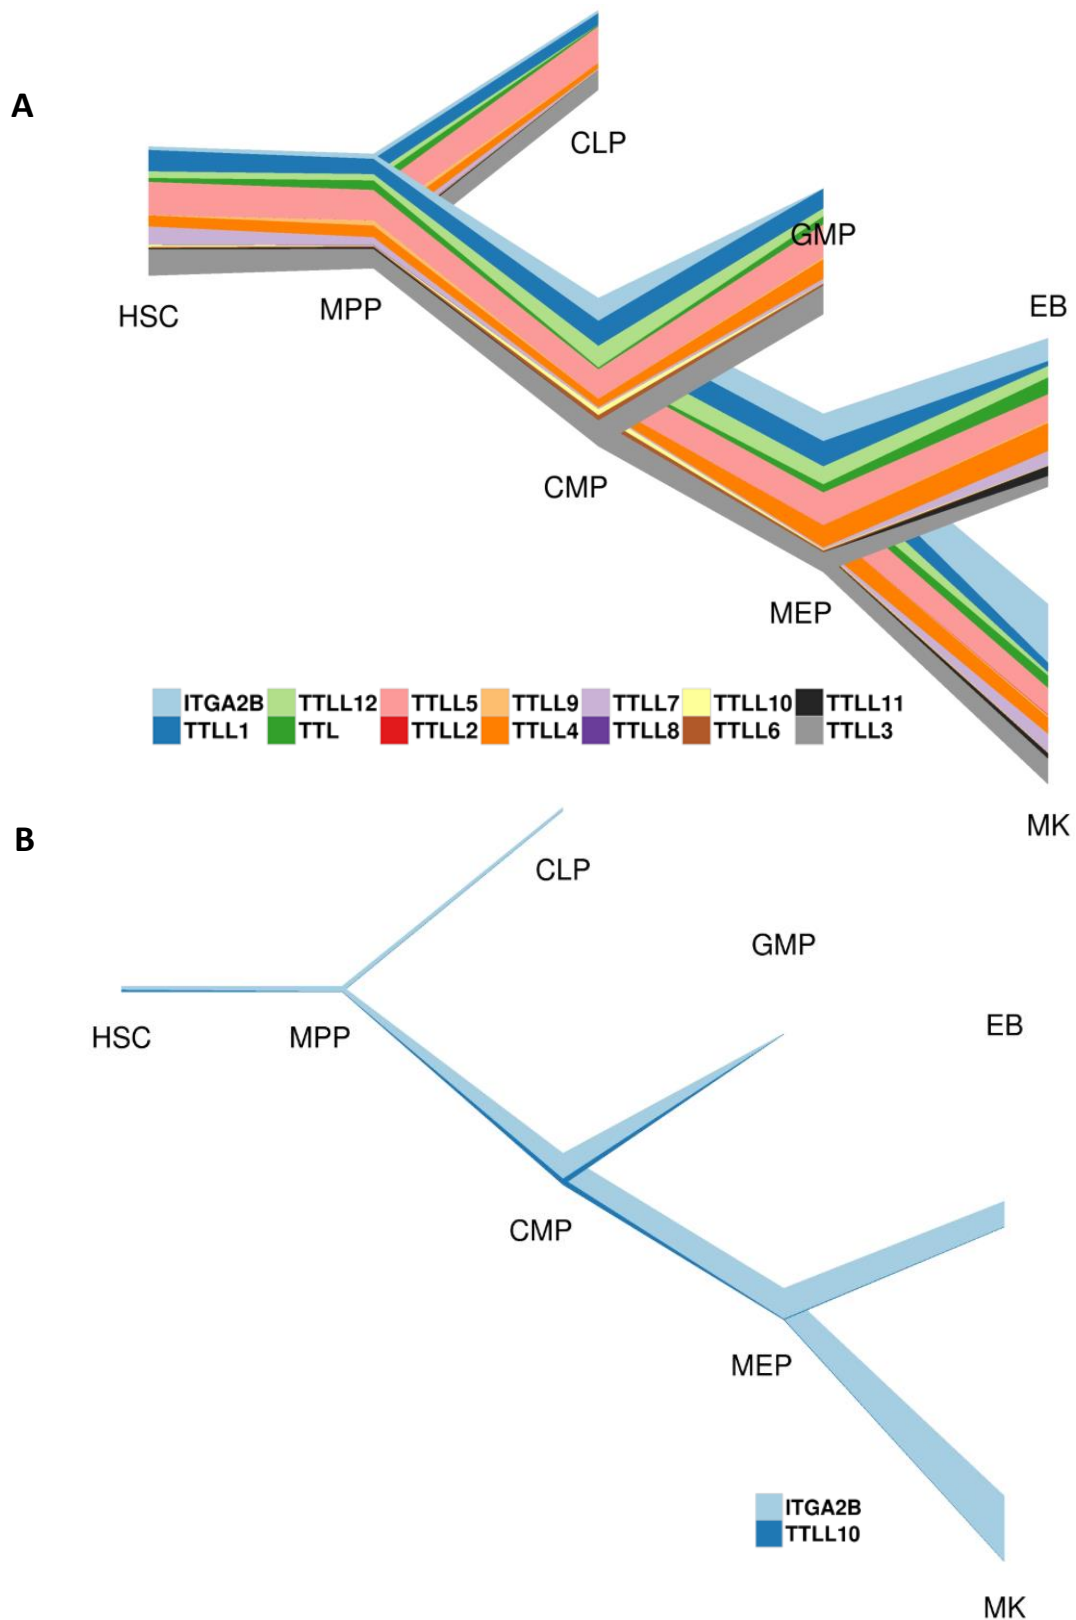 A
CLP
GMP
HSC
MPP
EB
CMP
MEP
ITGA2B TTLL12 TTLL5 TTLL9 TTLL7 TTLL10 TTLL11
TTLL1 TTL TTLL2 TTLL4 TTLL8 TTLL6 TTLL3
MK
B
CLP
GMP
HSC
MPP
EB
CMP
MEP
ITGA2B
TTLL10
MK